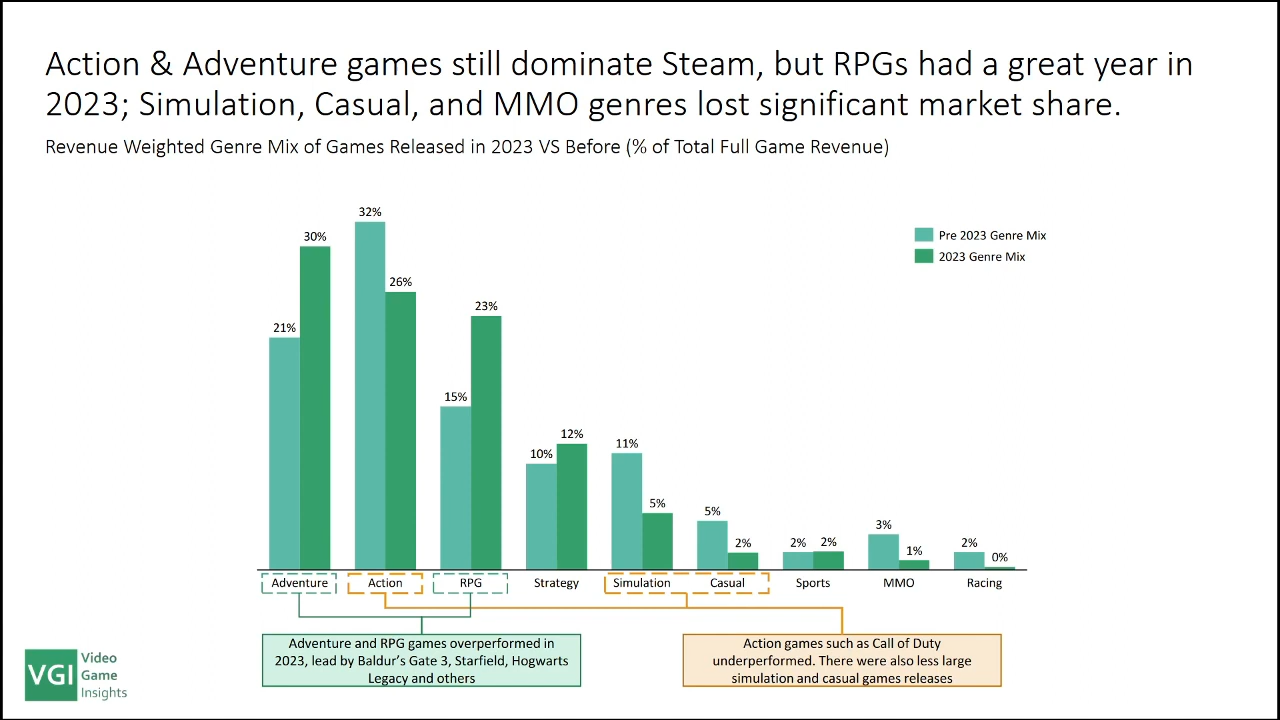 Action & Adventure games still dominate Steam, but RPGs had a great year in
2023; Simulation, Casual, and MMO genres lost significant market share.
Revenue Weighted Genre Mix of Games Released in 2023 VS Before (% of Total Full Game Revenue)
Pre 2023 Genre Mix
2023 Genre Mix
21%
30%
32%
26%
15%
23%
10%
12%
11%
5%
5%
2%
2%
2%
3%
1%
2%
0%
Adventure
Action
RPG
Strategy
Simulation
Casual
Sports
MMO
Racing
Adventure and RPG games overperformed in
2023, lead by Baldur's Gate 3, Starfield, Hogwarts
Legacy and others
Action games such as Call of Duty
underperformed. There were also less large
simulation and casual games releases
VGI
Video
Game
Insights